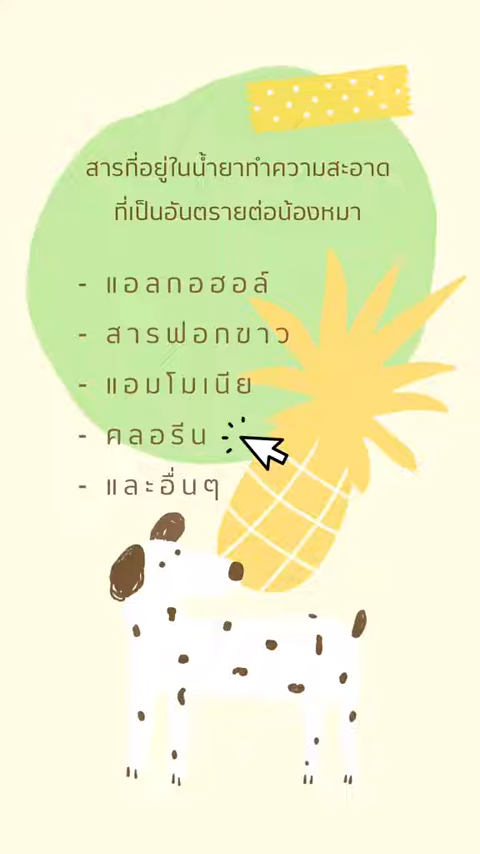 สารที่อยู่ในน้ำยาทำความสะอาด
ที่เป็นอันตรายต่อน้องหมา
- แอลกอฮอล์
- สารฟอกขาว
- แอมโมเนีย
- คลอรีน
- และอื่นๆ